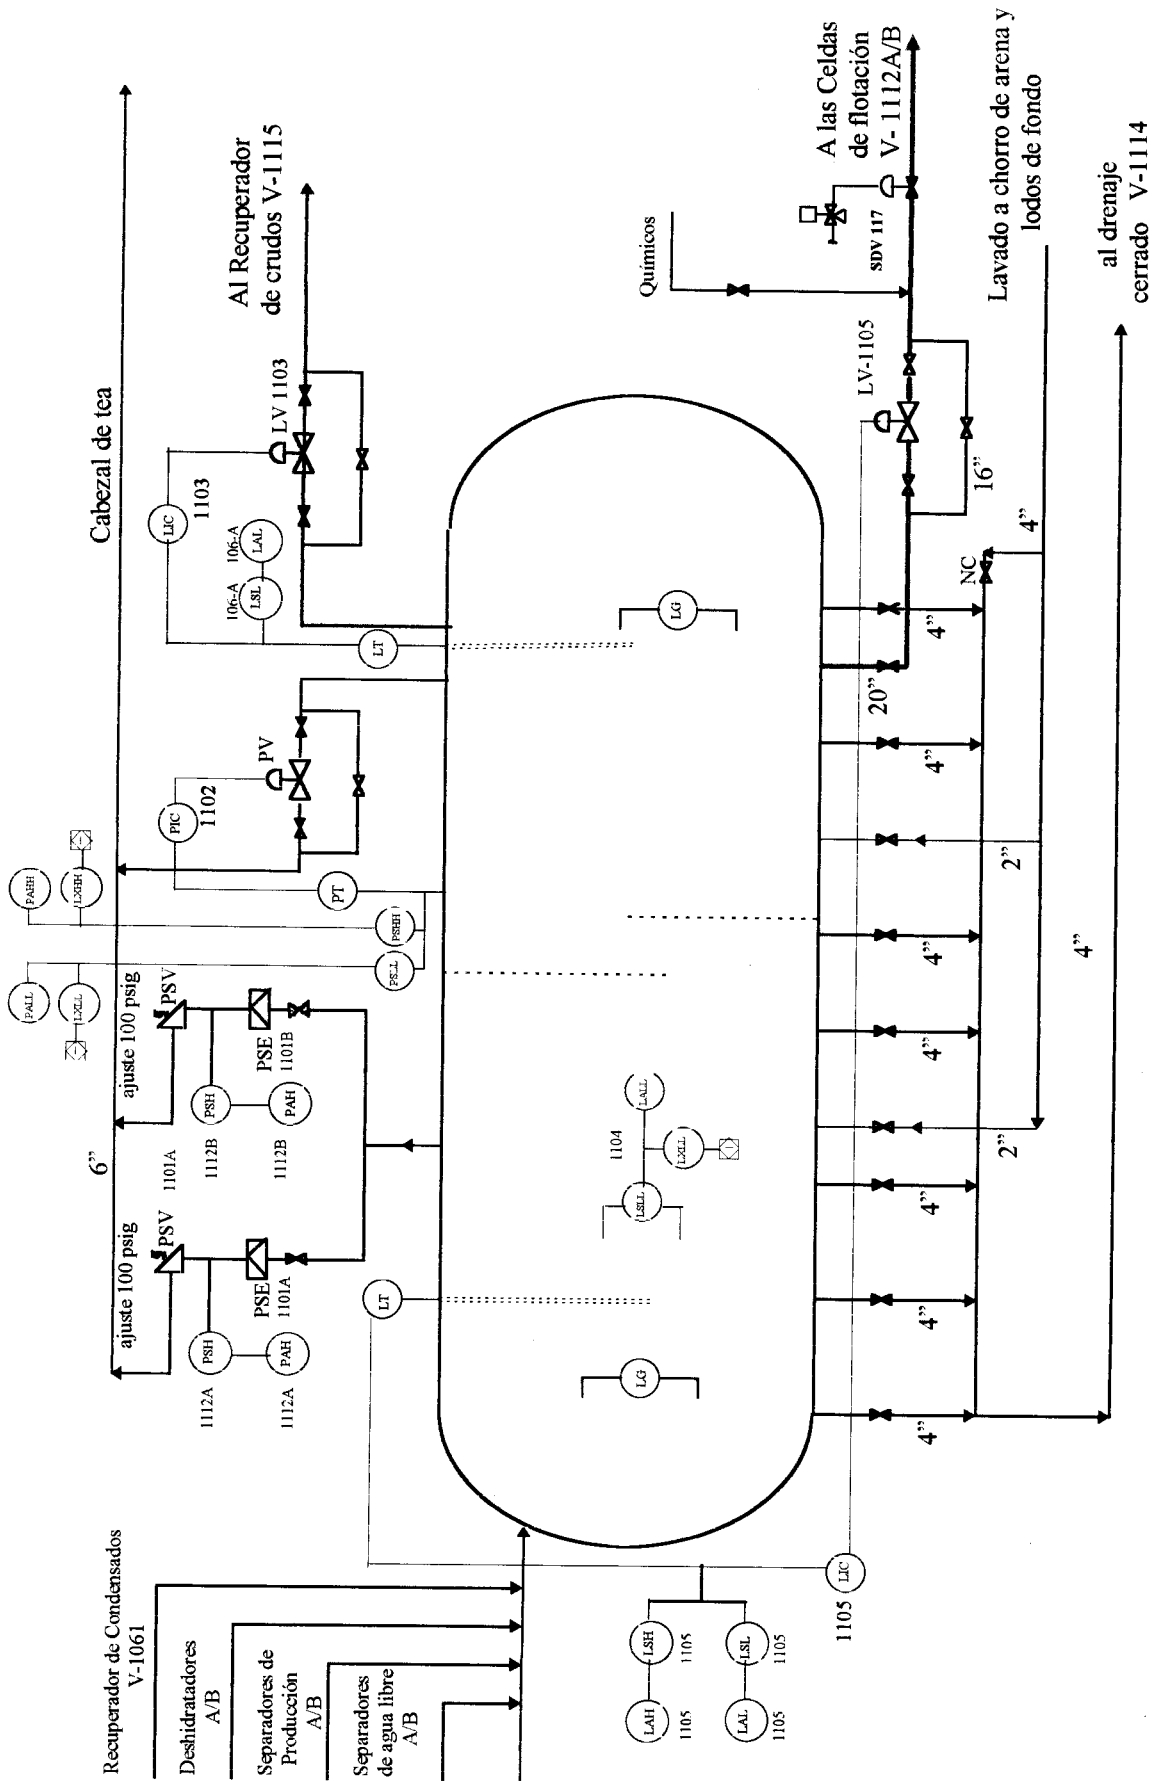 Recuperador de Condensados
V-1061
Deshidratadores
A/B
Separadores de
Producción
A/B
Separadores
de agua libre
A/B
Cabezal de tea
6”
ajuste 100 psig
PSV
PSH
1112A
PAH
1112A
PSE
1101A
ajuste 100 psig
PSV
1101A
PSH
1112B
PAH
1112B
PSE
1101B
PALL
LXLL
PSLL
PAHH
LXHH
PSHH
PT
PIC
1102
PV
LIC
1103
LV 1103
106-A
LSL
106-A
LAL
LT
Al Recuperador
de crudos V-1115
LT
LG
LSLL
1104
LXLL
LALL
LG
LSH
1105
LAH
1105
LSL
1105
LAL
1105
LIC
1105
Químicos
LV-1105
SDV 117
A las Celdas
de flotación
V- 1112A/B
16”
20”
4”
4”
4”
4”
4”
4”
4”
2”
2”
NC
4”
Lavado a chorro de arena y
lodos de fondo
4”
al drenaje
cerrado V-1114